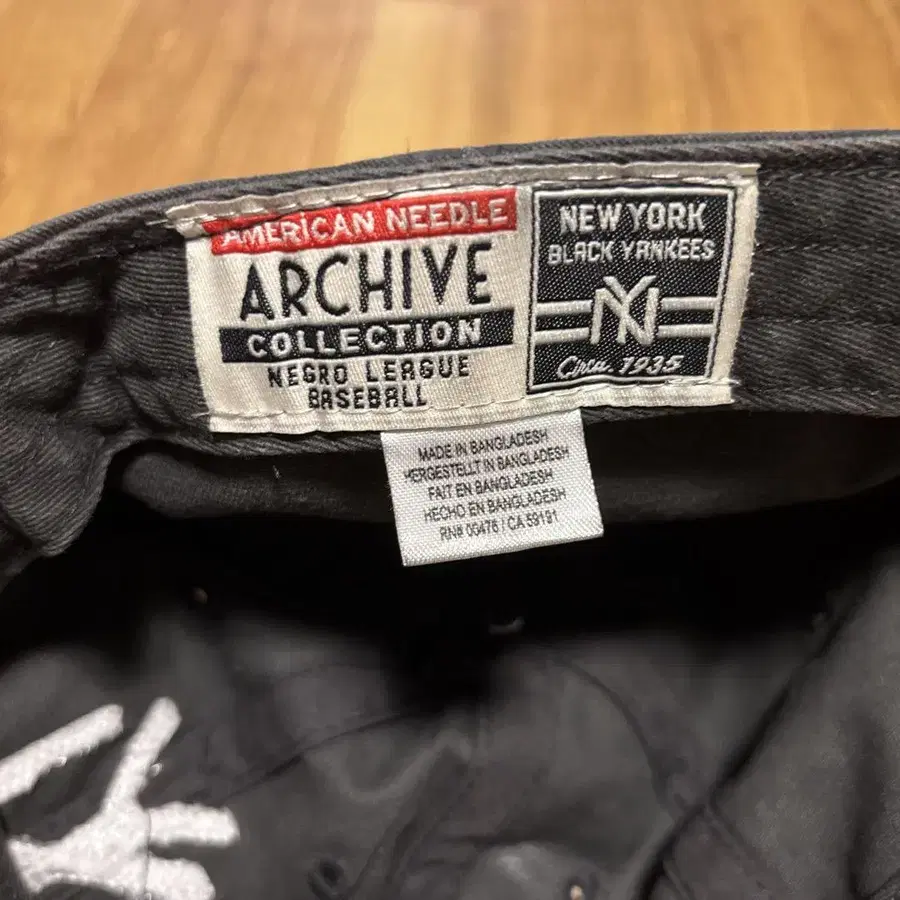 AMERICAN NEEDLE
ARCHIVE
COLLECTION
NEGRO LEAGUE
BASEBALL
NEW YORK
BLACK YANKEES
NY
Circa. 1935
MADE IN BANGLADESH
HERGESTELLT IN BANGLADESH
FAIT EN BANGLADESH
HECHO EN BANGLADESH
RN# 00476 / CA 59191